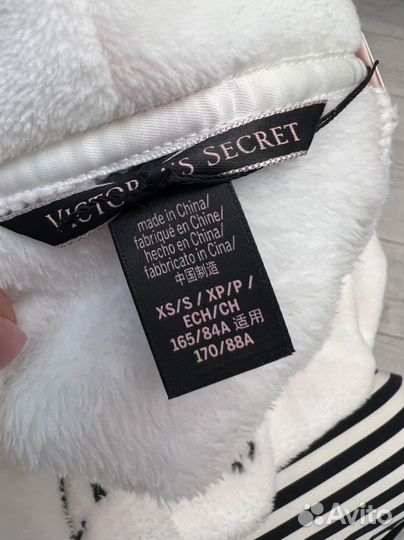 VICTORIA'S SECRET
made in China/
fabriqué en Chine/
hecho en China/
fabbricato in Cina/
中国制造
XS/S / XP/P /
ECH/CH
165/84A 适用
170/88A
Avito